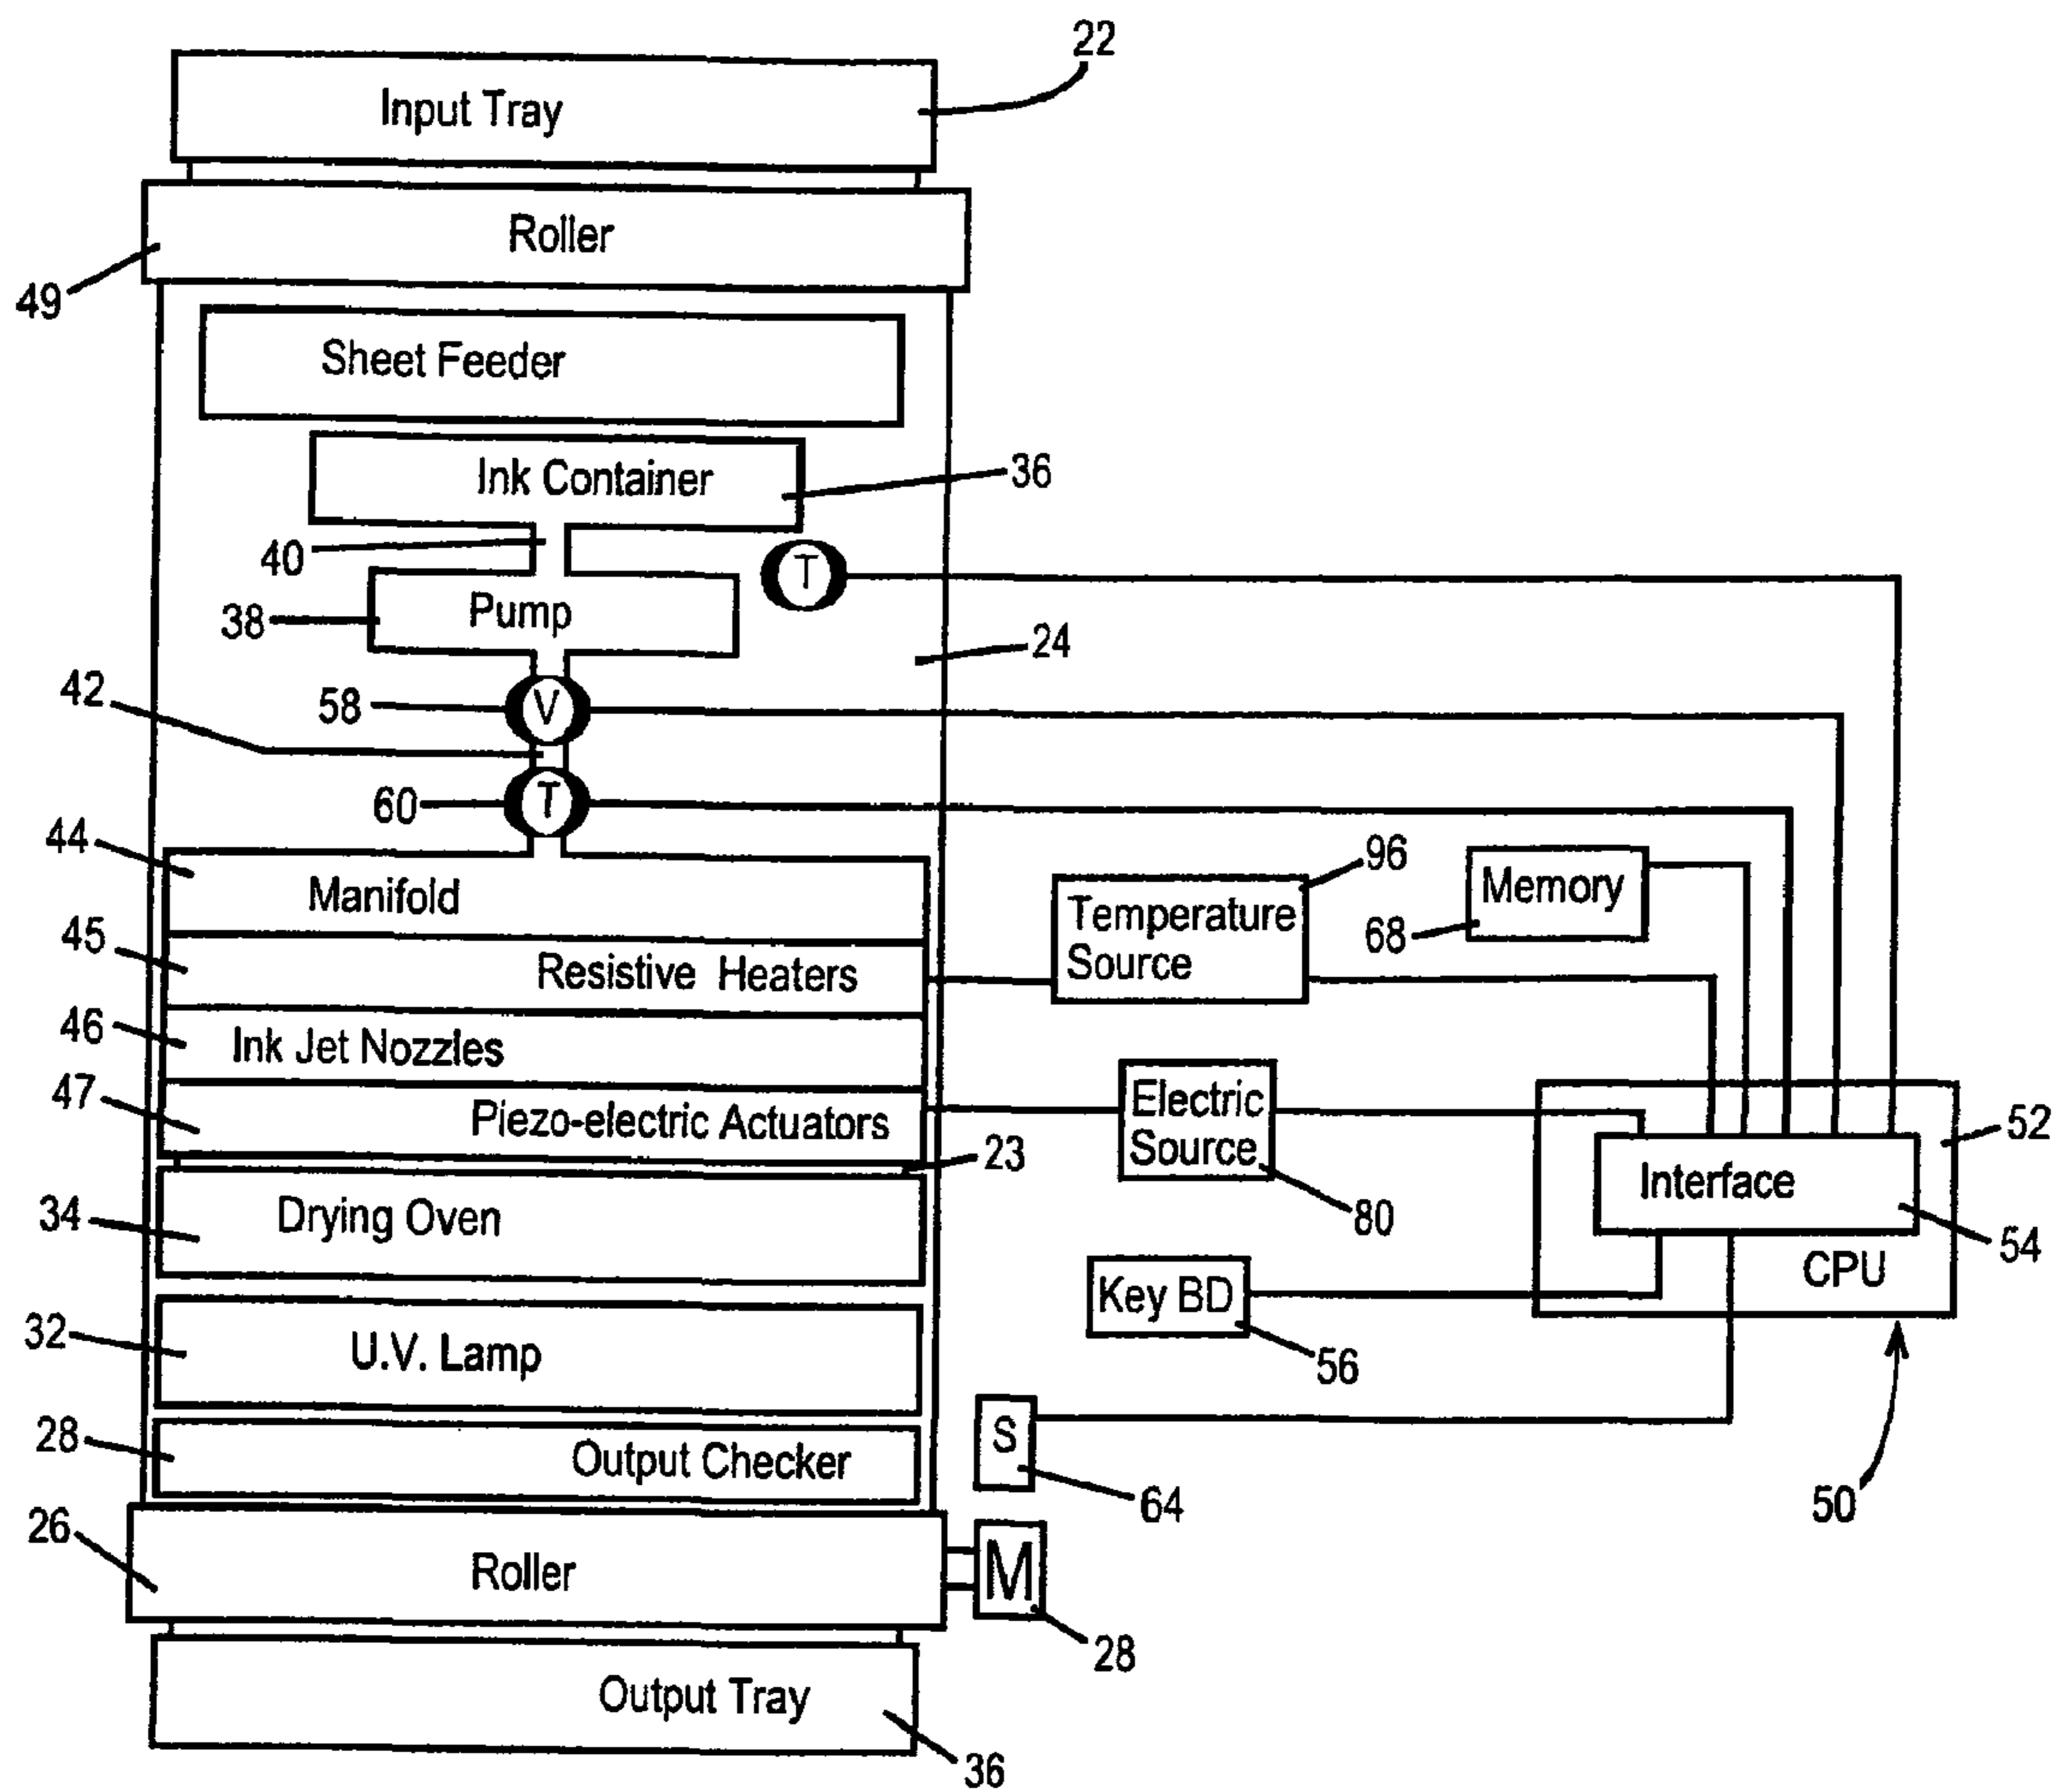 22
Input Tray
Roller
49
Sheet Feeder
Ink Container
36
40
T
Pump
38
24
42
58
V
60
T
44
Manifold
96
Temperature
Source
Memory
68
45
Resistive Heaters
46
Ink Jet Nozzles
47
Piezo-electric Actuators
Electric
Source
80
23
52
Interface
54
CPU
34
Drying Oven
Key BD
56
32
U.V. Lamp
S
64
50
28
Output Checker
26
Roller
M
28
Output Tray
36